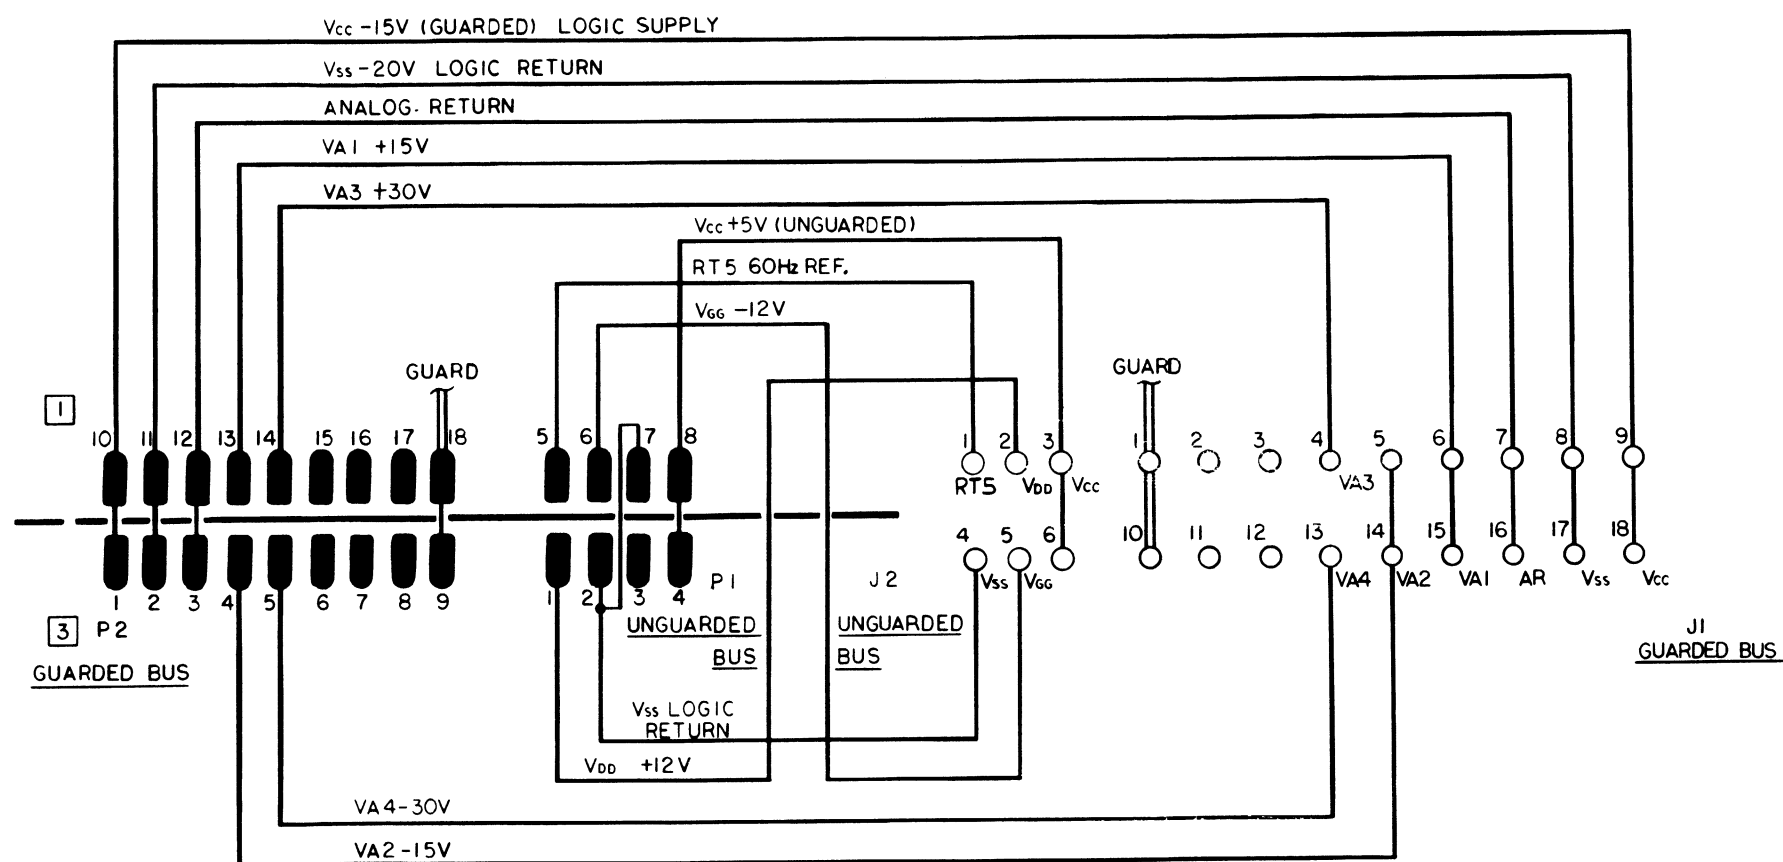 Vcc -15V (GUARDED) LOGIC SUPPLY
Vss -20V LOGIC RETURN
ANALOG. RETURN
VA1 +15V
VA3 +30V
Vcc +5V (UNGUARDED)
RT5 60Hz REF.
VGG -12V
GUARD
GUARD
1
10 11 12 13 14 15 16 17 18 5 6 7 8 1 2 3 1 2 3 4 5 6 7 8 9
RT5 VDD Vcc VA3
4 5 6 10 11 12 13 14 15 16 17 18
Vss VGG VA4 VA2 VA1 AR Vss Vcc
1 2 3 4 5 6 7 8 9 1 2 3 4
P1 J2
3 P2
GUARDED BUS
UNGUARDED
BUS
UNGUARDED
BUS
J1
GUARDED BUS
Vss LOGIC
RETURN
VDD +12V
VA4-30V
VA2-15V